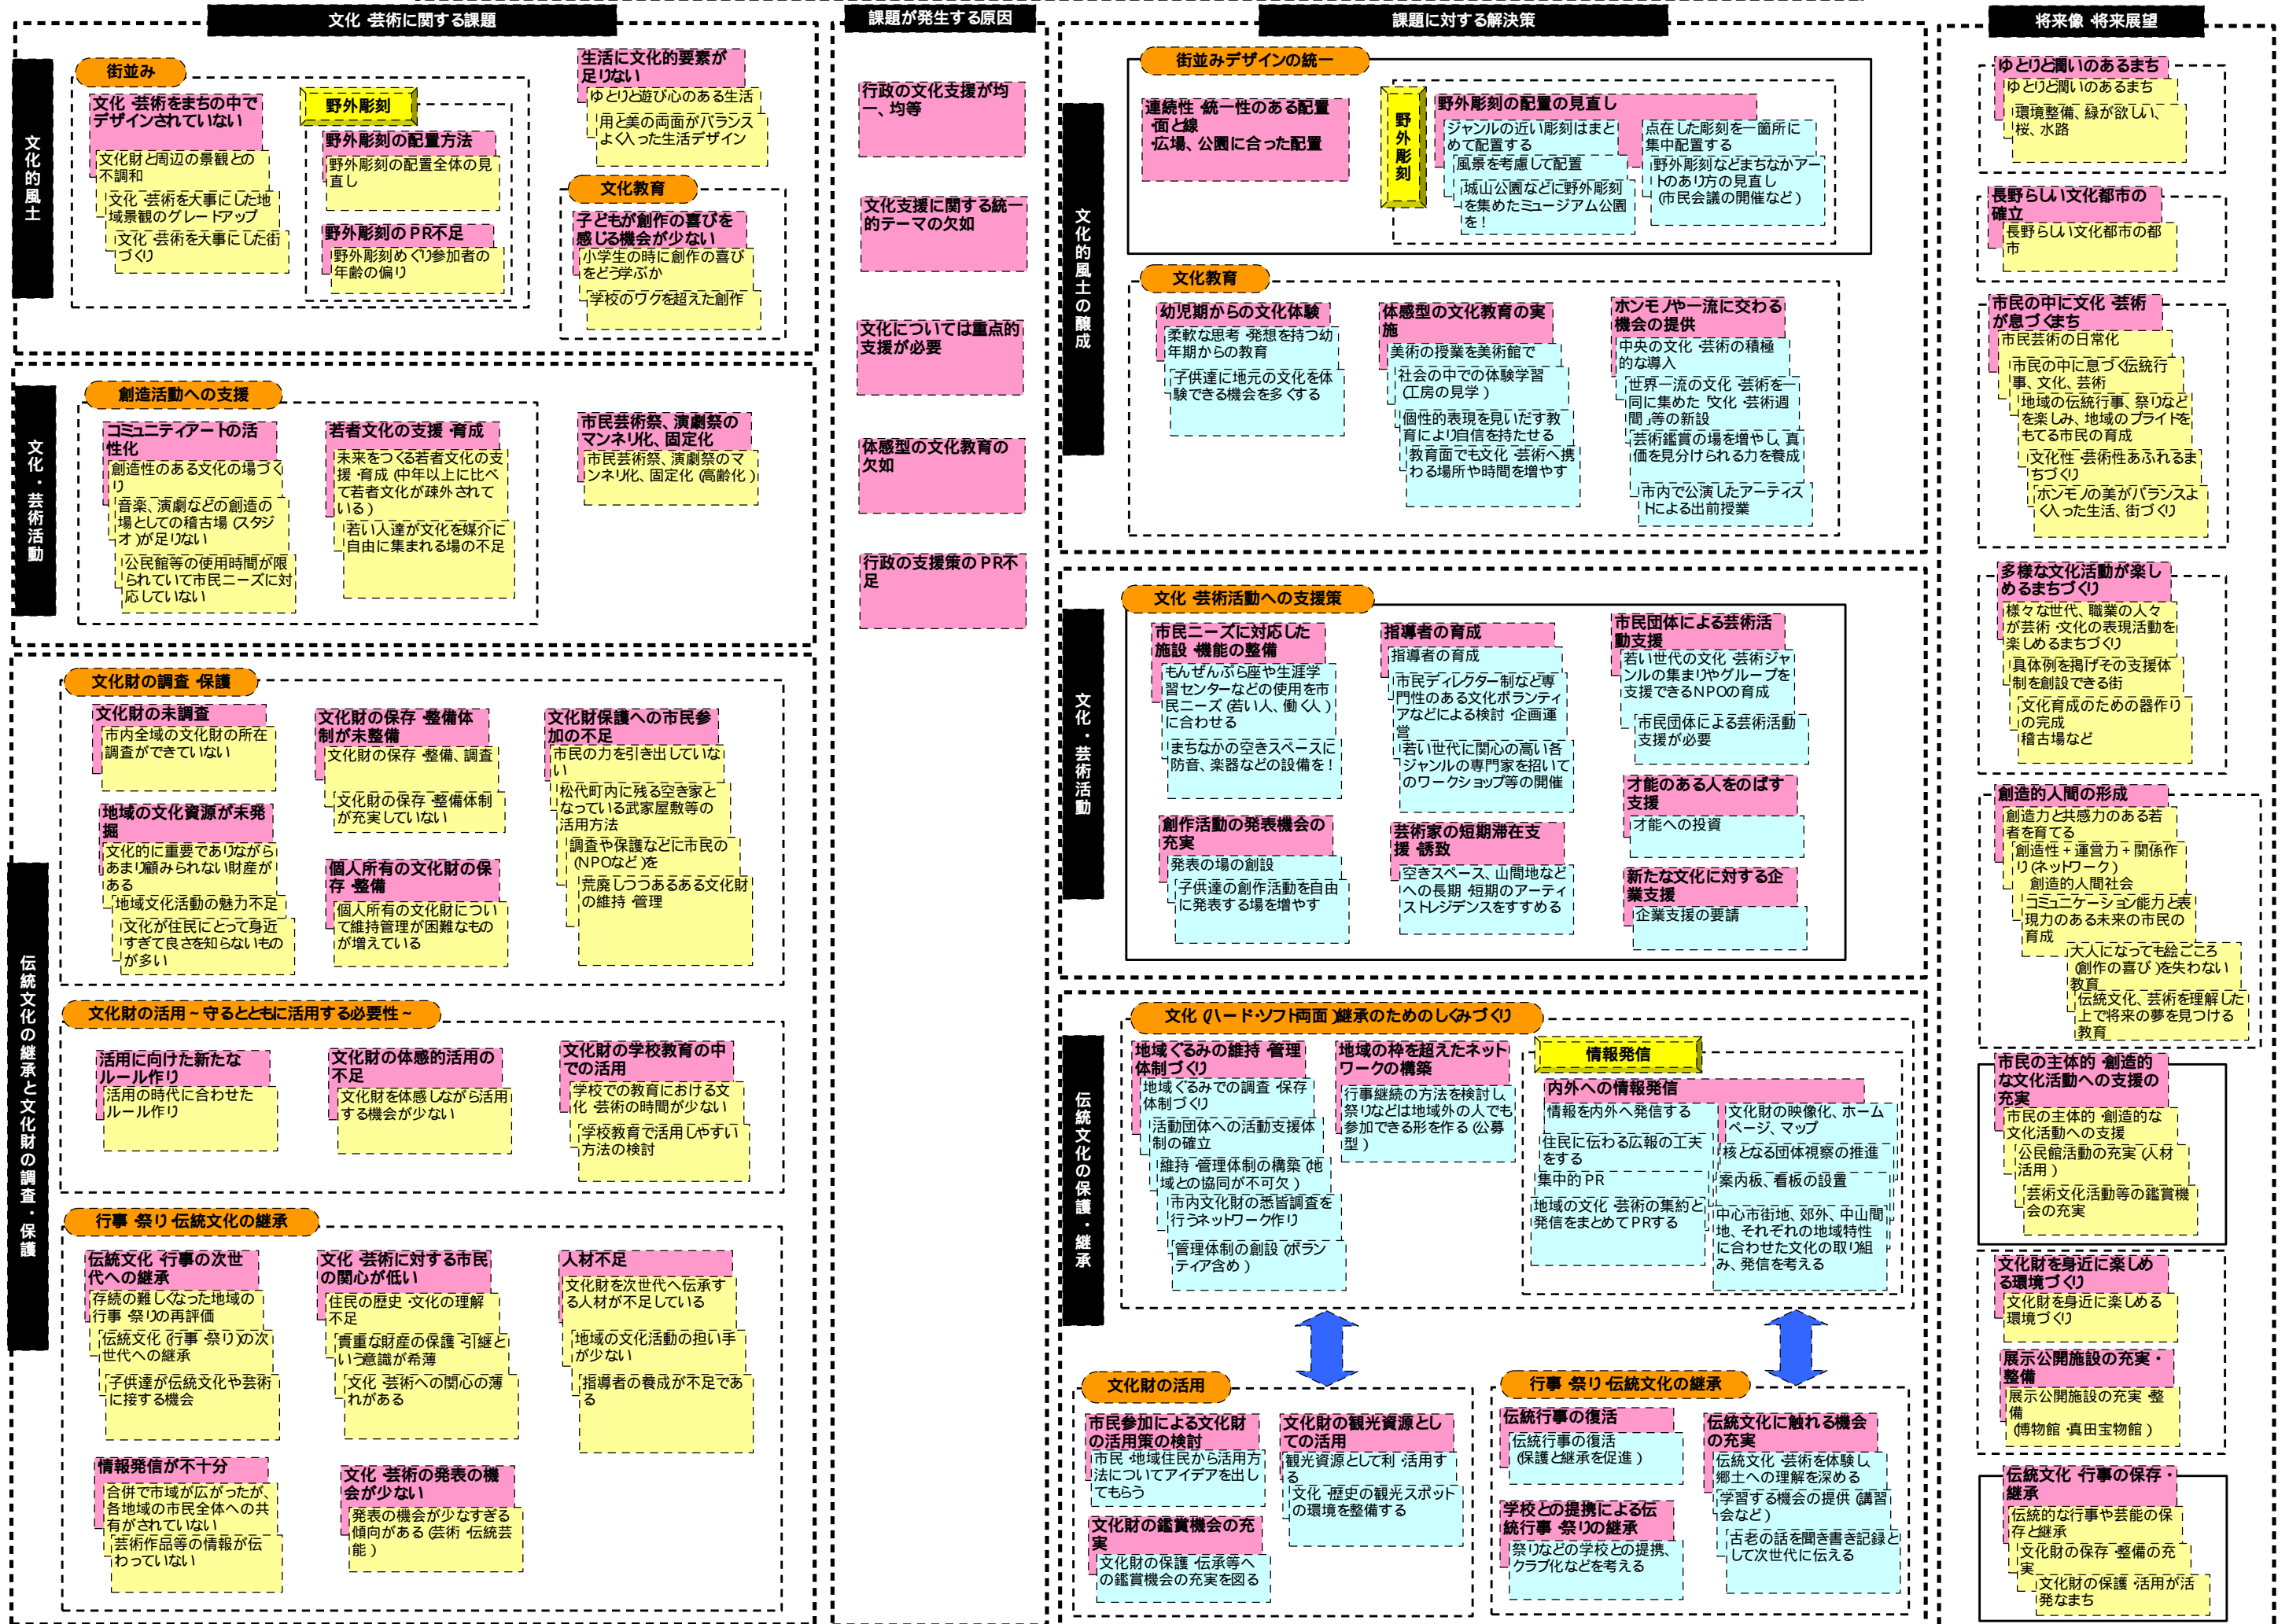 文化・芸術に関する課題
文化的風土
街並み
文化・芸術をまちの中で
デザインされていない
文化財と周辺の景観との
不調和
文化・芸術を大事にした地
域景観のグレードアップ
文化・芸術を大事にした街
づくり
野外彫刻
野外彫刻の配置方法
野外彫刻の配置全体の見
直し
野外彫刻のPR不足
野外彫刻めぐり参加者の
年齢の偏り
生活に文化的要素が
足りない
ゆとりと遊び心のある生活
用と美の両面がバランス
よく入った生活デザイン
文化教育
子どもが創作の喜びを
感じる機会が少ない
小学生の時に創作の喜び
をどう学ぶか
学校のワクを超えた創作
文化・芸術活動
創造活動への支援
コミュニティアートの活
性化
創造性のある文化の場づく
り
音楽、演劇などの創造の
場としての稽古場(スタジ
オ)が足りない
公民館等の使用時間が限
られていて市民ニーズに対
応していない
若者文化の支援・育成
未来をつくる若者文化の支
援・育成(中年以上に比べ
て若者文化が疎外されて
いる)
若い人達が文化を媒介に
自由に集まれる場の不足
市民芸術祭、演劇祭の
マンネリ化、固定化
市民芸術祭、演劇祭のマ
ンネリ化、固定化(高齢化)
伝統文化の継承と文化財の調査・保護
文化財の調査・保護
文化財の未調査
市内全域の文化財の所在
調査ができていない
地域の文化資源が未発
掘
文化的に重要でありながら
あまり顧みられない財産が
ある
地域文化活動の魅力不足
文化が住民にとって身近
すぎて良さを知らないもの
が多い
文化財の保存・整備体
制が未整備
文化財の保存・整備、調査
文化財の保存・整備体制
が充実していない
個人所有の文化財の保
存・整備
個人所有の文化財につい
て維持管理が困難なもの
が増えている
文化財保護への市民参
加の不足
市民の力を引き出していな
い
松代町内に残る空き家と
なっている武家屋敷等の
活用方法
調査や保護などに市民の
(NPOなど)を
荒廃しつつあるある文化財
の維持・管理
文化財の活用~守るとともに活用する必要性~
活用に向けた新たな
ルール作り
活用の時代に合わせた
ルール作り
文化財の体感的活用の
不足
文化財を体感しながら活用
する機会が少ない
文化財の学校教育の中
での活用
学校での教育における文
化・芸術の時間が少ない
学校教育で活用しやすい
方法の検討
行事・祭り・伝統文化の継承
伝統文化・行事の次世
代への継承
存続の難しくなった地域の
行事・祭りの再評価
伝統文化(行事・祭り)の次
世代への継承
子供達が伝統文化や芸術
に接する機会
文化・芸術に対する市民
の関心が低い
住民の歴史・文化の理解
不足
貴重な財産の保護・引継と
いう意識が希薄
文化・芸術への関心の薄
れがある
人材不足
文化財を次世代へ伝承す
る人材が不足している
地域の文化活動の担い手
が少ない
指導者の養成が不足であ
る
情報発信が不十分
合併で市域が広がったが、
各地域の市民全体への共
有がされていない
芸術作品等の情報が伝
わっていない
文化・芸術の発表の機
会が少ない
発表の機会が少なすぎる
傾向がある(芸術・伝統芸
能)
課題が発生する原因
行政の文化支援が均
一、均等
文化支援に関する統一
的テーマの欠如
文化については重点的
支援が必要
体感型の文化教育の
欠如
行政の支援策のPR不
足
課題に対する解決策
文化的風土の醸成
街並みデザインの統一
連続性・統一性のある配置
・面と線
・広場、公園に合った配置
野外彫刻
野外彫刻の配置の見直し
ジャンルの近い彫刻はまと
めて配置する
風景を考慮して配置
城山公園などに野外彫刻
を集めたミュージアム公園
を!
点在した彫刻を一箇所に
集中配置する
野外彫刻などまちなかアー
トのあり方の見直し
(市民会議の開催など)
文化教育
幼児期からの文化体験
柔軟な思考・発想を持つ幼
年期からの教育
子供達に地元の文化を体
験できる機会を多くする
体感型の文化教育の実
施
美術の授業を美術館で
社会の中での体験学習
(工房の見学)
個性的表現を見いだす教
育により自信を持たせる
教育面でも文化・芸術へ携
わる場所や時間を増やす
ホンモノや一流に交わる
機会の提供
中央の文化・芸術の積極
的な導入
世界一流の文化・芸術を一
同に集めた「文化・芸術週
間」等の新設
芸術鑑賞の場を増やし、真
価を見分けられる力を養成
市内で公演したアーティス
トによる出前授業
文化・芸術活動
文化・芸術活動への支援策
市民ニーズに対応した
施設・機能の整備
もんぜんぷら座や生涯学
習センターなどの使用を市
民ニーズ(若い人、働く人)
に合わせる
まちなかの空きスペースに
防音、楽器などの設備を!
創作活動の発表機会の
充実
発表の場の創設
子供達の創作活動を自由
に発表する場を増やす
指導者の育成
指導者の育成
市民ディレクター制など専
門性のある文化ボランティ
アなどによる検討・企画運
営
若い世代に関心の高い各
ジャンルの専門家を招いて
のワークショップ等の開催
芸術家の短期滞在支
援・誘致
空きスペース、山間地など
への長期・短期のアーティ
ストレジデンスをすすめる
市民団体による芸術活
動支援
若い世代の文化・芸術ジャ
ンルの集まりやグループを
支援できるNPOの育成
市民団体による芸術活動
支援が必要
才能のある人をのばす
支援
才能への投資
新たな文化に対する企
業支援
企業支援の要請
伝統文化の保護・継承
文化(ハード・ソフト両面)継承のためのしくみづくり
地域ぐるみの維持・管理
体制づくり
地域ぐるみでの調査・保存
体制づくり
活動団体への活動支援体
制の確立
維持・管理体制の構築(地
域との協同が不可欠)
市内文化財の悉皆調査を
行うネットワーク作り
管理体制の創設(ボラン
ティア含め)
地域の枠を超えたネット
ワークの構築
行事継続の方法を検討し、
祭りなどは地域外の人でも
参加できる形を作る(公募
型)
情報発信
内外への情報発信
情報を内外へ発信する
住民に伝わる広報の工夫
をする
集中的PR
地域の文化・芸術の集約と
発信をまとめてPRする
文化財の映像化、ホーム
ページ、マップ
核となる団体視察の推進
案内板、看板の設置
中心市街地、郊外、中山間
地、それぞれの地域特性
に合わせた文化の取り組
み、発信を考える
文化財の活用
市民参加による文化財
の活用策の検討
市民・地域住民から活用方
法についてアイデアを出し
てもらう
文化財の鑑賞機会の充
実
文化財の保護・伝承等へ
の鑑賞機会の充実を図る
文化財の観光資源とし
ての活用
観光資源として利・活用す
る
文化・歴史の観光スポット
の環境を整備する
行事・祭り・伝統文化の継承
伝統行事の復活
伝統行事の復活
(保護と継承を促進)
学校との提携による伝
統行事・祭りの継承
祭りなどの学校との提携、
クラブ化などを考える
伝統文化に触れる機会
の充実
伝統文化・芸術を体験し、
郷土への理解を深める
学習する機会の提供(講習
会など)
古老の話を聞き書き記録と
して次世代に伝える
将来像・将来展望
ゆとりと潤いのあるまち
ゆとりと潤いのあるまち
環境整備、緑が欲しい、
桜、水路
長野らしい文化都市の
確立
長野らしい文化都市の都
市
市民の中に文化・芸術
が息づくまち
市民芸術の日常化
市民の中に息づく伝統行
事、文化、芸術
地域の伝統行事、祭りなど
を楽しみ、地域のプライドを
もてる市民の育成
文化性・芸術性あふれるま
ちづくり
ホンモノの美がバランスよ
く入った生活、街づくり
多様な文化活動が楽し
めるまちづくり
様々な世代、職業の人々
が芸術・文化の表現活動を
楽しめるまちづくり
具体例を掲げその支援体
制を創設できる街
文化育成のための器作り
の完成
稽古場など
創造的人間の形成
創造力と共感力のある若
者を育てる
創造性+運営力+関係作
り(ネットワーク)
創造的人間社会
コミュニケーション能力と表
現力のある未来の市民の
育成
大人になっても絵ごころ
(創作の喜び)を失わない
教育
伝統文化、芸術を理解した
上で将来の夢を見つける
教育
市民の主体的・創造的
な文化活動への支援の
充実
市民の主体的・創造的な
文化活動への支援
公民館活動の充実(人材
活用)
芸術文化活動等の鑑賞機
会の充実
文化財を身近に楽しめ
る環境づくり
文化財を身近に楽しめる
環境づくり
展示公開施設の充実・
整備
展示公開施設の充実・整
備
(博物館・真田宝物館)
伝統文化・行事の保存・
継承
伝統的な行事や芸能の保
存と継承
文化財の保存・整備の充
実
文化財の保護・活用が活
発なまち